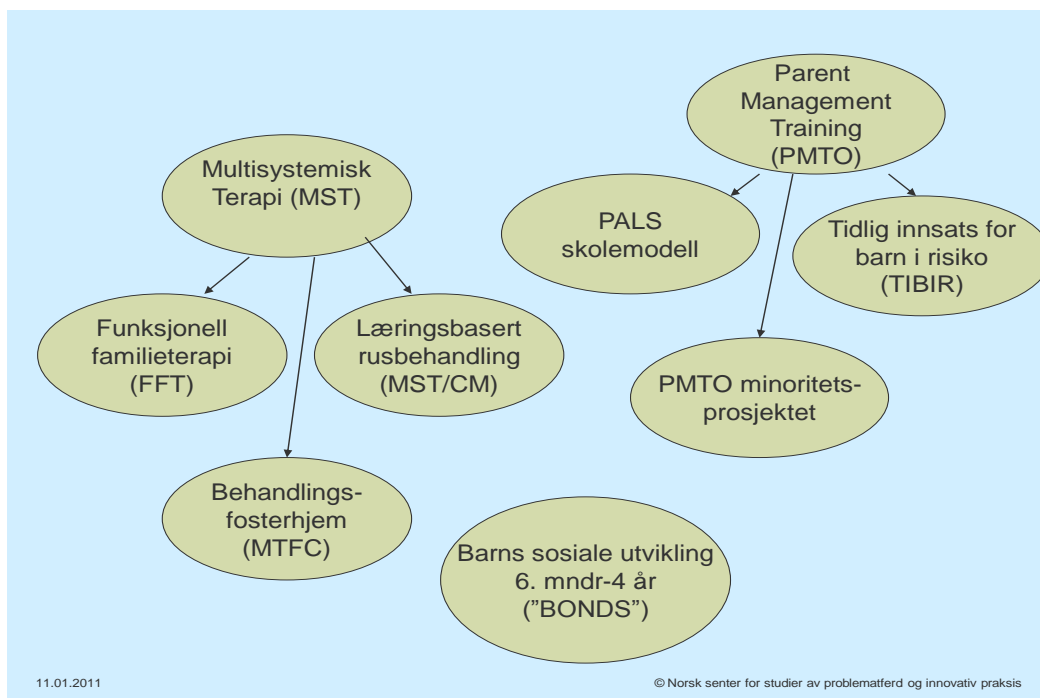 Parent
Management
Training
(PMTO)
Multisystemisk
Terapi (MST)
PALS
skolemodell
Tidlig innsats for
barn i risiko
(TIBIR)
Funksjonell
familieterapi
(FFT)
Læringsbasert
rusbehandling
(MST/CM)
PMTO minoritets-
prosjektet
Behandlings-
fosterhjem
(MTFC)
Barns sosiale utvikling
6. mndr-4 år
("BONDS")
11.01.2011
© Norsk senter for studier av problematferd og innovativ praksis